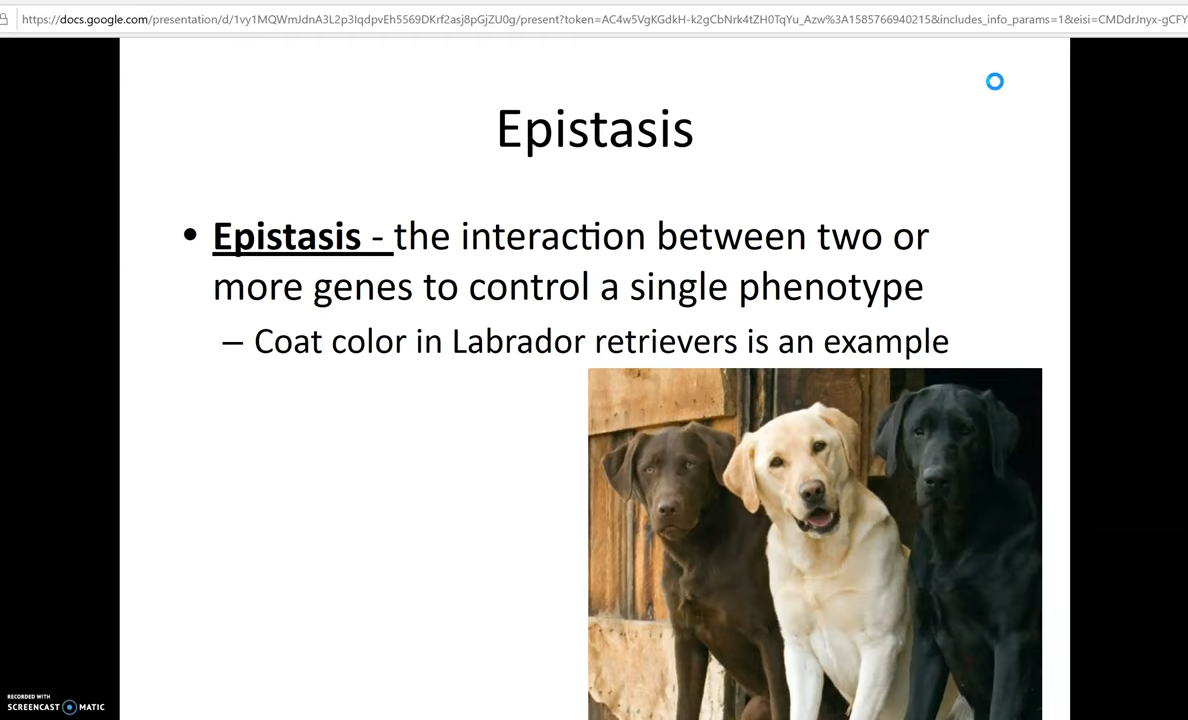 https://docs.google.com/presentation/d/1vy1MQWmJdnA3L2p3IqdpvEh5569DKrf2asj8pGjZU0g/present?token=AC4w5VgKGdkH-k2gCbNrk4tZH0TqYu_Azw%3A1585766940215&includes_info_params=1&eisi=CMDdrJnyx-gCFY
Epistasis
• Epistasis - the interaction between two or
more genes to control a single phenotype
– Coat color in Labrador retrievers is an example
RECORDED WITH
SCREENCAST MATIC